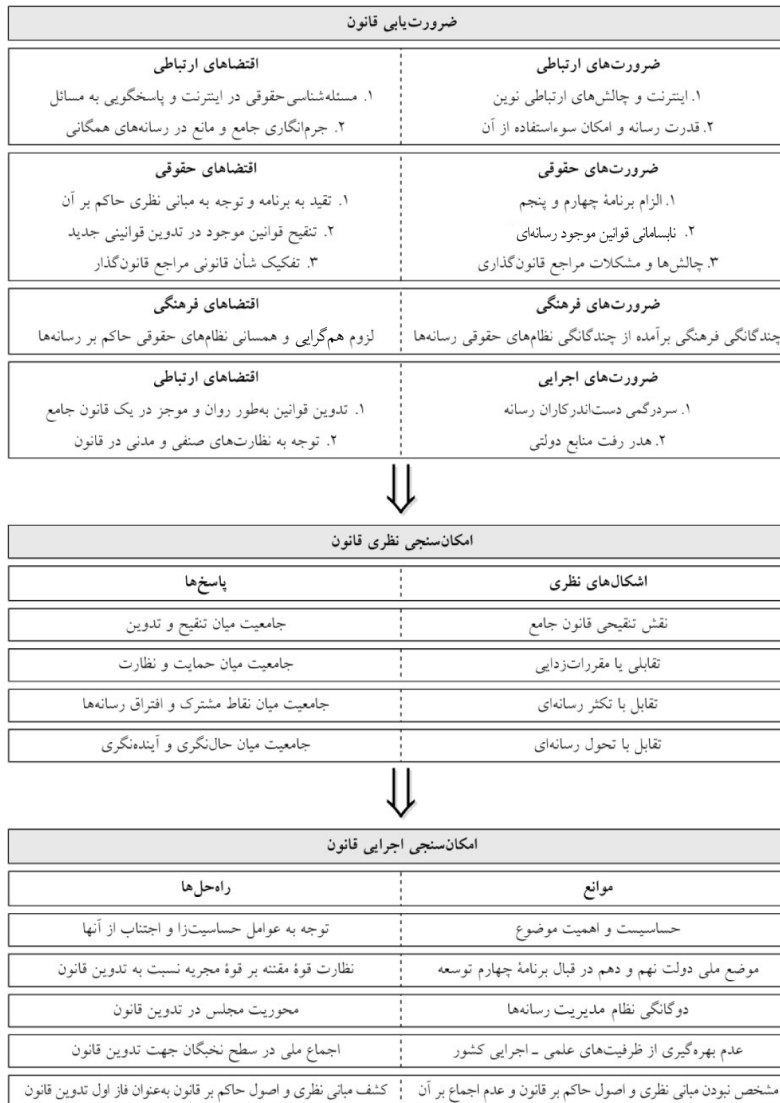 ضرورت‌یابی قانون
ضرورت‌های ارتباطی
۱. اینترنت و چالش‌های ارتباطی نوین
۲. قدرت رسانه و امکان سوءاستفاده از آن
اقتضاهای ارتباطی
۱. مسئله‌شناسی حقوقی در اینترنت و پاسخگویی به مسائل
۲. جرم‌انگاری جامع و مانع در رسانه‌های همگانی
ضرورت‌های حقوقی
۱. الزام برنامهٔ چهارم و پنجم
۲. نابسامانی قوانین موجود رسانه‌ای
۳. چالش‌ها و مشکلات مراجع قانون‌گذاری
اقتضاهای حقوقی
۱. تقید به برنامه و توجه به مبانی نظری حاکم بر آن
۲. تنقیح قوانین موجود در تدوین قوانینی جدید
۳. تفکیک شأن قانونی مراجع قانون‌گذار
ضرورت‌های فرهنگی
چندگانگی فرهنگی برآمده از چندگانگی نظام‌های حقوقی رسانه‌ها
اقتضاهای فرهنگی
لزوم هم‌گرایی و همسانی نظام‌های حقوقی حاکم بر رسانه‌ها
ضرورت‌های اجرایی
۱. سردرگمی دست‌اندرکاران رسانه
۲. هدر رفت منابع دولتی
اقتضاهای ارتباطی
۱. تدوین قوانین به‌طور روان و موجز در یک قانون جامع
۲. توجه به نظارت‌های صنفی و مدنی در قانون
امکان‌سنجی نظری قانون
اشکال‌های نظری
پاسخ‌ها
نقش تنقیحی قانون جامع
جامعیت میان تنقیح و تدوین
تقابلی یا مقررات‌زدایی
جامعیت میان حمایت و نظارت
تقابل با تکثر رسانه‌ای
جامعیت میان نقاط مشترک و افتراق رسانه‌ها
تقابل با تحول رسانه‌ای
جامعیت میان حال‌نگری و آینده‌نگری
امکان‌سنجی اجرایی قانون
موانع
راه‌حل‌ها
حساسیست و اهمیت موضوع
توجه به عوامل حساسیت‌زا و اجتناب از آنها
موضع ملی دولت نهم و دهم در قبال برنامهٔ چهارم توسعه
نظارت قوهٔ مقننه بر قوهٔ مجریه نسبت به تدوین قانون
دوگانگی نظام مدیریت رسانه‌ها
محوریت مجلس در تدوین قانون
عدم بهره‌گیری از ظرفیت‌های علمی ـ اجرایی کشور
اجماع ملی در سطح نخبگان جهت تدوین قانون
مشخص نبودن مبانی نظری و اصول حاکم بر قانون و عدم اجماع بر آن
کشف مبانی نظری و اصول حاکم بر قانون به‌عنوان فاز اول تدوین قانون